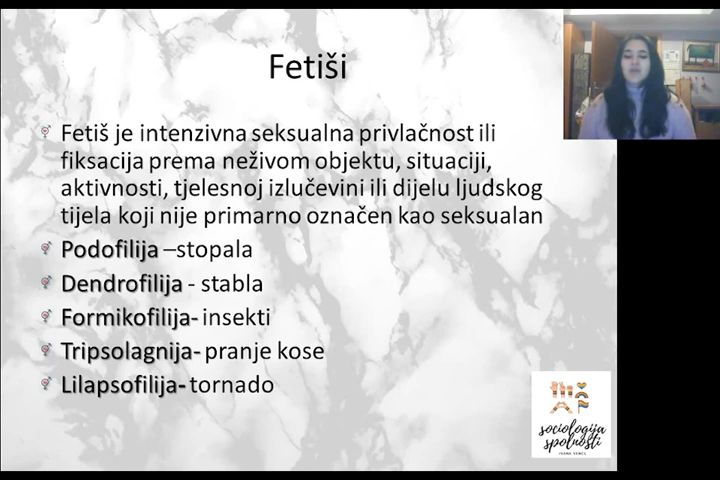 Fetiši
Fetiš je intenzivna seksualna privlačnost ili
fiksacija prema neživom objektu, situaciji,
aktivnosti, tjelesnoj izlučevini ili dijelu ljudskog
tijela koji nije primarno označen kao seksualan
Podofilija –stopala
Dendrofilija - stabla
Formikofilija- insekti
Tripsolagnija- pranje kose
Lilapsofilija- tornado
sociologija
spolnosti